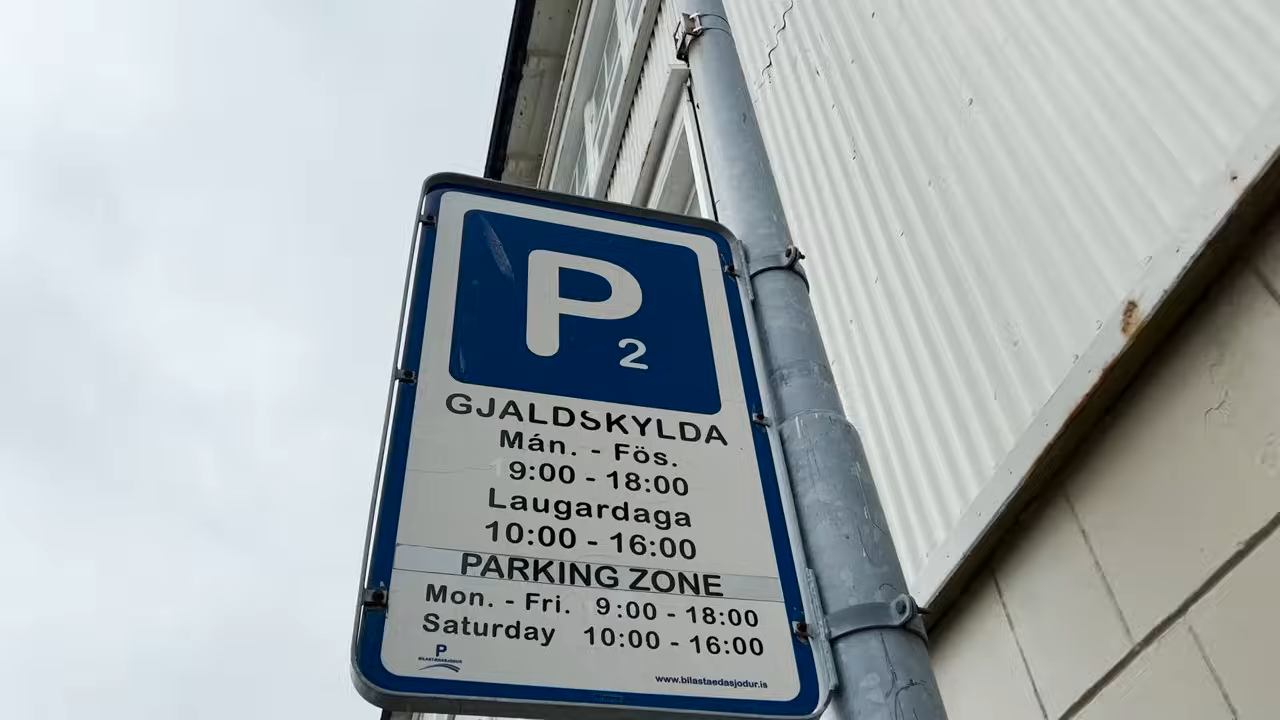 P
2
GJALDSKYLDA
Mán. - Fös.
9:00 - 18:00
Laugardaga
10:00 - 16:00
PARKING ZONE
Mon. - Fri. 9:00 - 18:00
Saturday 10:00 - 16:00
P
BILASTÆÐASJÓÐUR
www.bilastaedasjodur.is